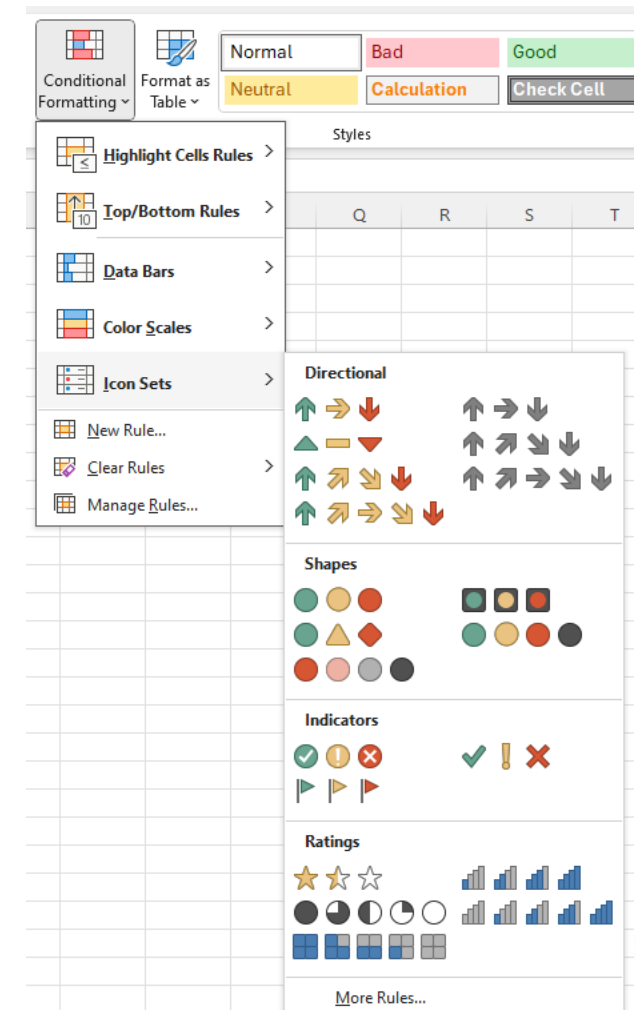 Normal
Bad
Good
Conditional Formatting
Format as Table
Neutral
Calculation
Check Cell
Styles
Highlight Cells Rules
≤
Top/Bottom Rules
10
Data Bars
Color Scales
Icon Sets
New Rule...
Clear Rules
Manage Rules...
Q R S T
Directional
Shapes
Indicators
Ratings
More Rules...